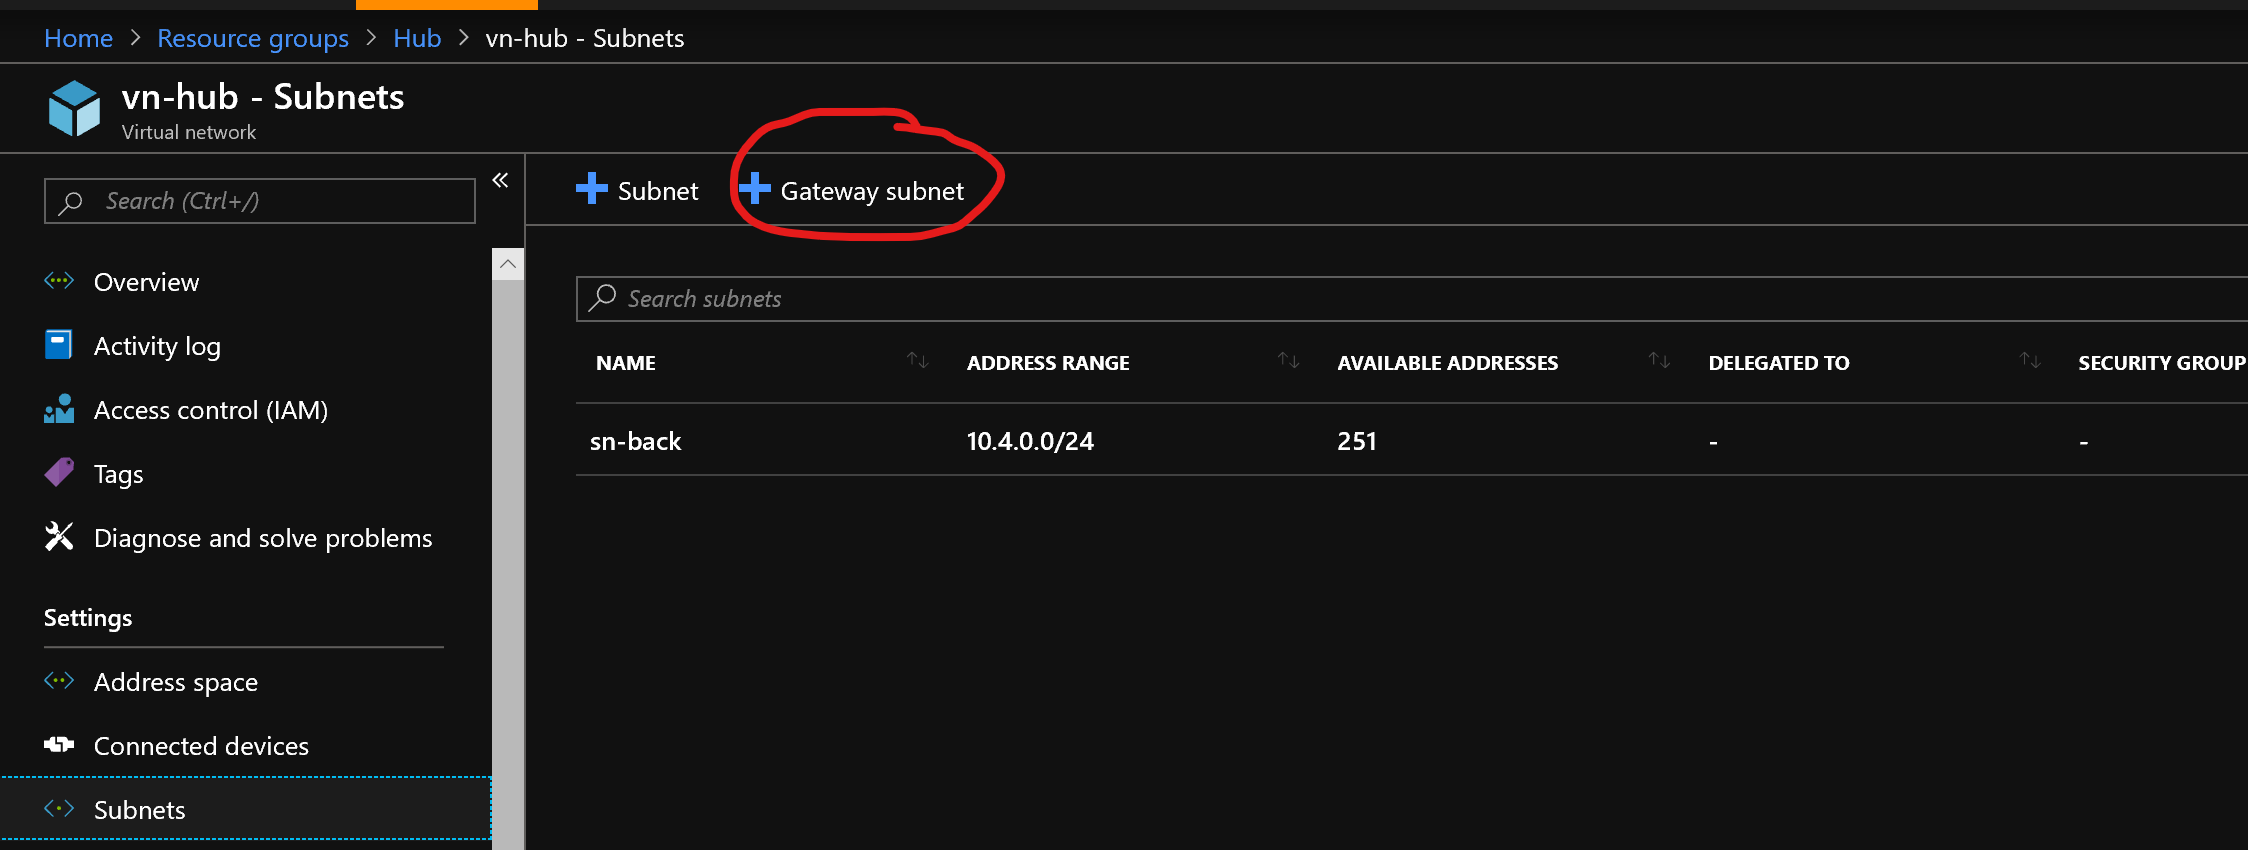 Home > Resource groups > Hub > vn-hub - Subnets
vn-hub - Subnets
Virtual network
Search (Ctrl+/)
«
Overview
Activity log
Access control (IAM)
Tags
Diagnose and solve problems
Settings
Address space
Connected devices
Subnets
+ Subnet + Gateway subnet
Search subnets
NAME ADDRESS RANGE AVAILABLE ADDRESSES DELEGATED TO SECURITY GROUP
sn-back 10.4.0.0/24 251 - -